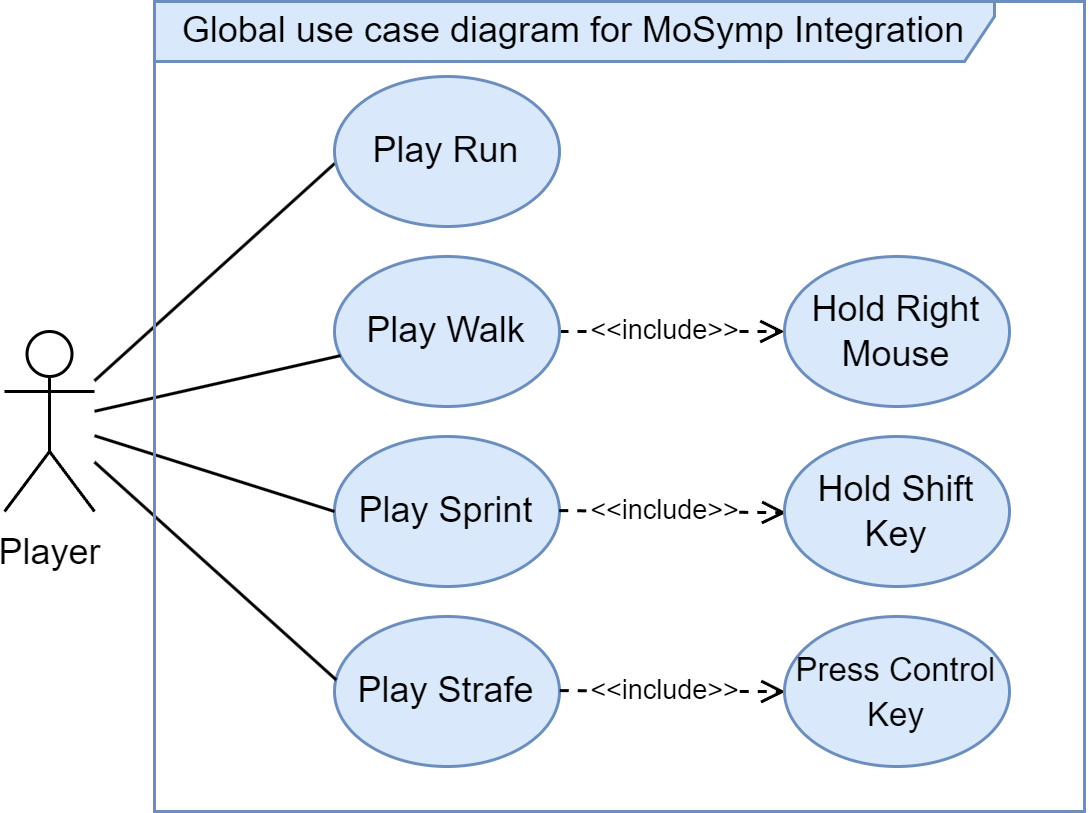 Global use case diagram for MoSymp Integration
Play Run
Play Walk
<<include>>
Hold Right
Mouse
Play Sprint
<<include>>
Hold Shift
Key
Player
Play Strafe
<<include>>
Press Control
Key